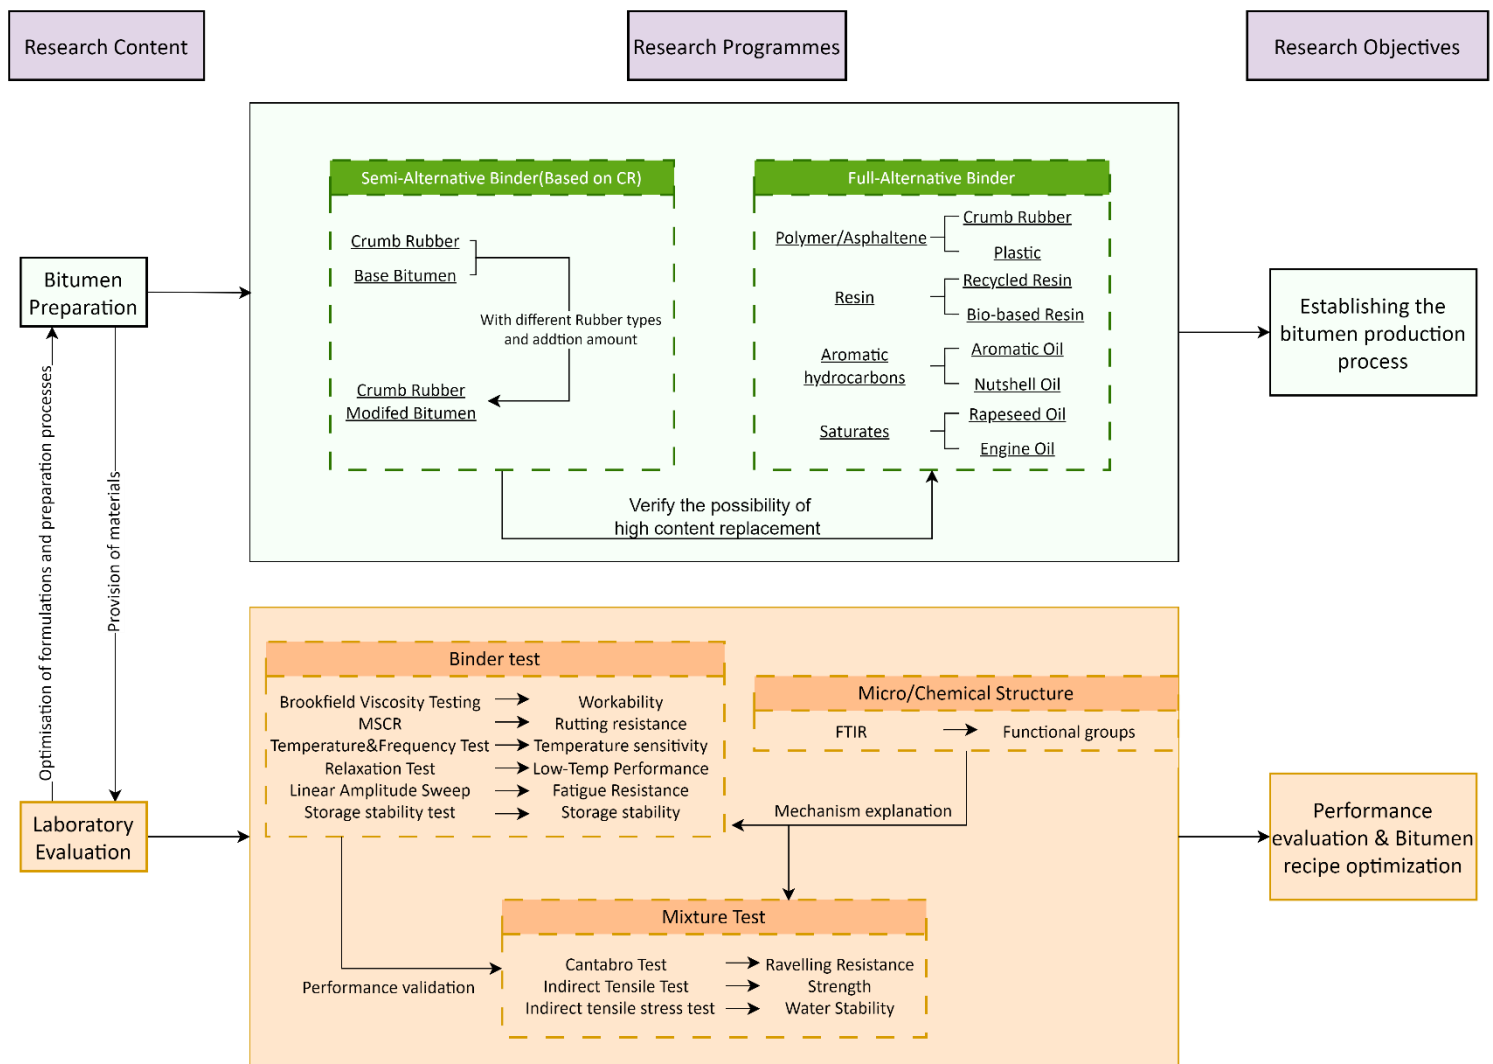 Research Content
Research Programmes
Research Objectives
Bitumen
Preparation
Optimisation of formulations and preparation processes
Provision of materials
Laboratory
Evaluation
Semi-Alternative Binder(Based on CR)
Crumb Rubber
Base Bitumen
With different Rubber types
and addtion amount
Crumb Rubber
Modifed Bitumen
Full-Alternative Binder
Polymer/Asphaltene
Crumb Rubber
Plastic
Resin
Recycled Resin
Bio-based Resin
Aromatic
hydrocarbons
Aromatic Oil
Nutshell Oil
Saturates
Rapeseed Oil
Engine Oil
Verify the possibility of
high content replacement
Establishing the
bitumen production
process
Binder test
Brookfield Viscosity Testing
Workability
MSCR
Rutting resistance
Temperature&Frequency Test
Temperature sensitivity
Relaxation Test
Low-Temp Performance
Linear Amplitude Sweep
Fatigue Resistance
Storage stability test
Storage stability
Micro/Chemical Structure
FTIR
Functional groups
Mechanism explanation
Performance validation
Mixture Test
Cantabro Test
Ravelling Resistance
Indirect Tensile Test
Strength
Indirect tensile stress test
Water Stability
Performance
evaluation & Bitumen
recipe optimization